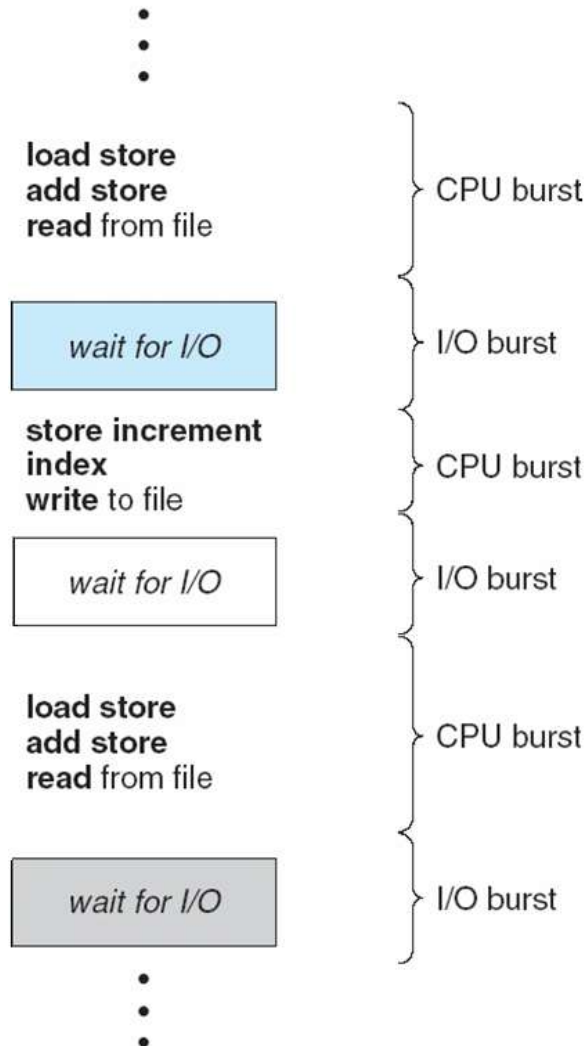 load store
add store
read from file
CPU burst
wait for I/O
I/O burst
store increment
index
write to file
CPU burst
wait for I/O
I/O burst
load store
add store
read from file
CPU burst
wait for I/O
I/O burst